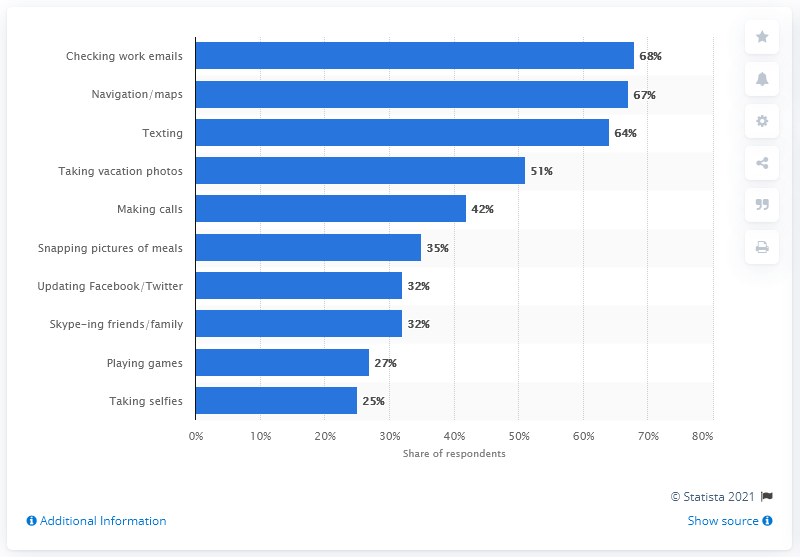 Checking work emails 68%
Navigation/maps 67%
Texting 64%
Taking vacation photos 51%
Making calls 42%
Snapping pictures of meals 35%
Updating Facebook/Twitter 32%
Skype-ing friends/family 32%
Playing games 27%
Taking selfies 25%
0% 10% 20% 30% 40% 50% 60% 70% 80%
Share of respondents
© Statista 2021
Additional Information Show source